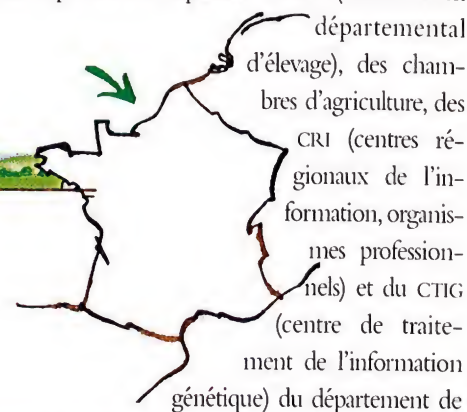 départemental
d'élevage), des cham-
bres d'agriculture, des
CRI (centres ré-
gionaux de l'in-
formation, organis-
mes profession-
nels) et du CTIG
(centre de traite-
ment de l'information
génétique) du département de